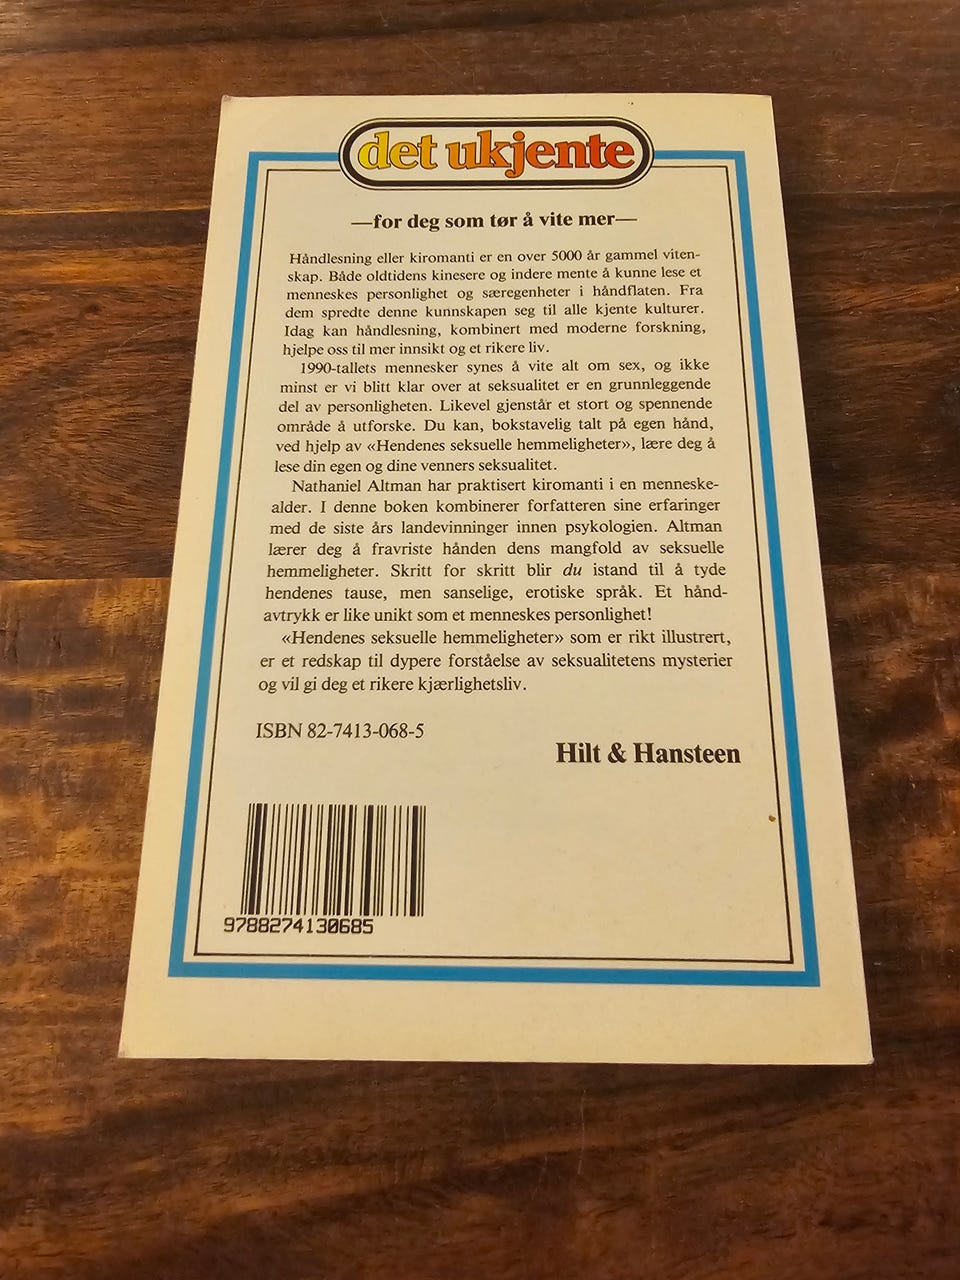 det ukjente
—for deg som tør å vite mer—
Håndlesning eller kiromanti er en over 5000 år gammel viten-
skap. Både oldtidens kinesere og indere mente å kunne lese et
menneskes personlighet og særegenheter i håndflaten. Fra
dem spredte denne kunnskapen seg til alle kjente kulturer.
Idag kan håndlesning, kombinert med moderne forskning,
hjelpe oss til mer innsikt og et rikere liv.
1990-tallets mennesker synes å vite alt om sex, og ikke
minst er vi blitt klar over at seksualitet er en grunnleggende
del av personligheten. Likevel gjenstår et stort og spennende
område å utforske. Du kan, bokstavelig talt på egen hånd,
ved hjelp av «Hendenes seksuelle hemmeligheter», lære deg å
lese din egen og dine venners seksualitet.
Nathaniel Altman har praktisert kiromanti i en menneske-
alder. I denne boken kombinerer forfatteren sine erfaringer
med de siste års landevinninger innen psykologien. Altman
lærer deg å fravriste hånden dens mangfold av seksuelle
hemmeligheter. Skritt for skritt blir du istand til å tyde
hendenes tause, men sanselige, erotiske språk. Et hånd-
avtrykk er like unikt som et menneskes personlighet!
«Hendenes seksuelle hemmeligheter» som er rikt illustrert,
er et redskap til dypere forståelse av seksualitetens mysterier
og vil gi deg et rikere kjærlighetsliv.
ISBN 82-7413-068-5
Hilt & Hansteen
9788274130685